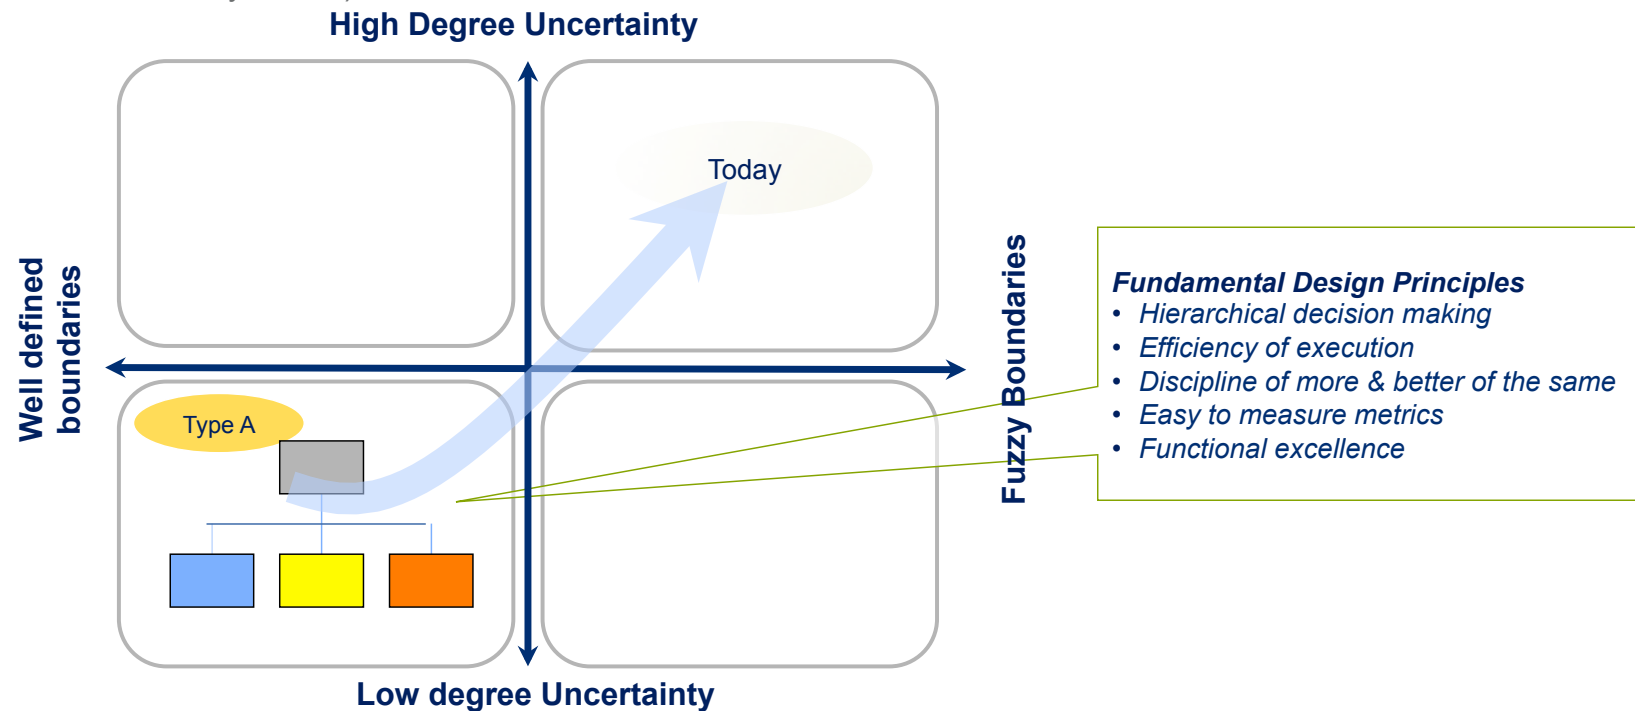 High Degree Uncertainty
Today
Well defined
boundaries
Fuzzy Boundaries
Fundamental Design Principles
• Hierarchical decision making
• Efficiency of execution
• Discipline of more & better of the same
• Easy to measure metrics
• Functional excellence
Type A
Low degree Uncertainty